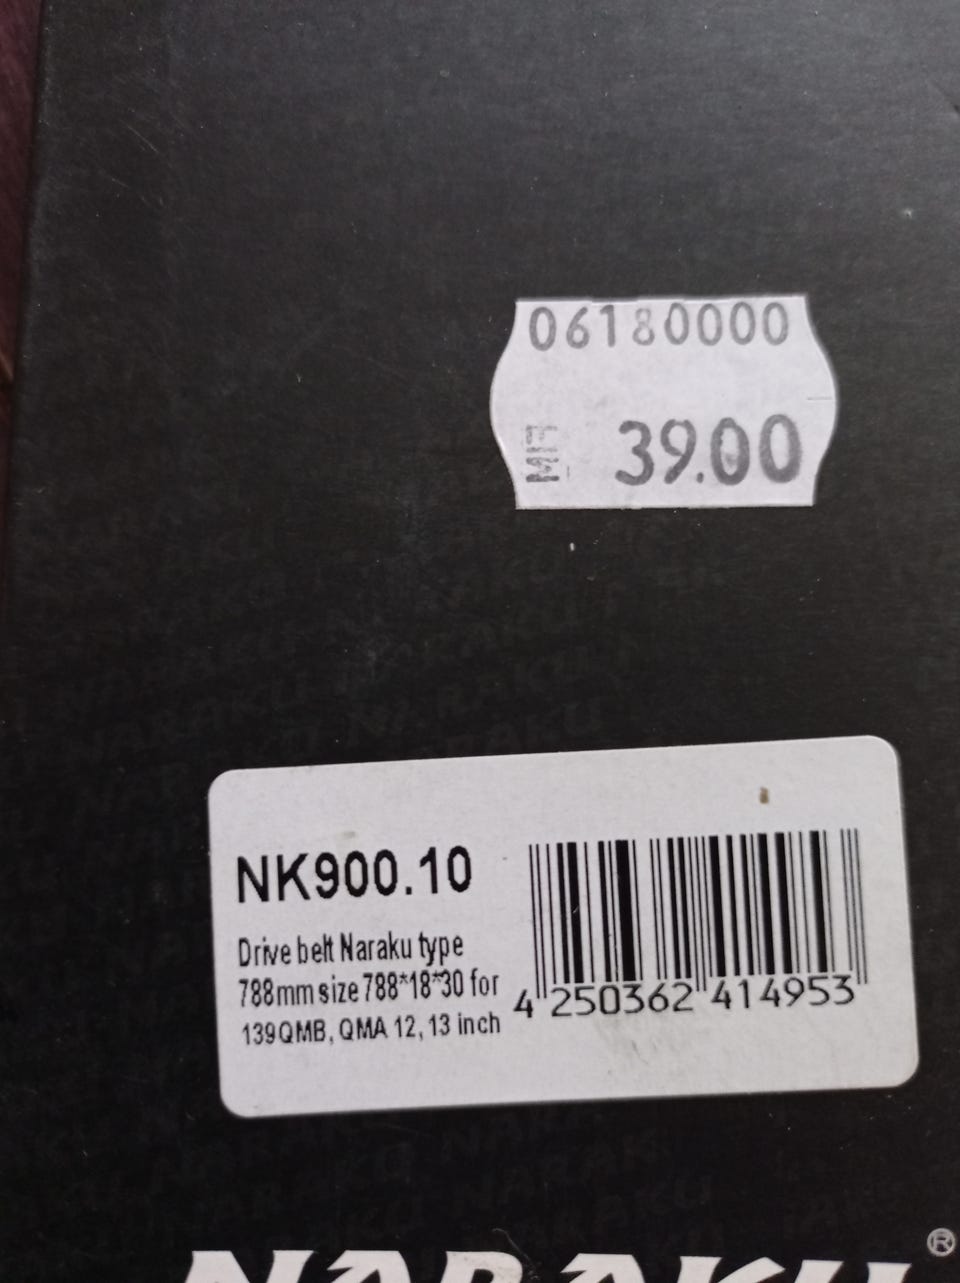 06180000
39.00
NK900.10
Drive belt Naraku type
788mm size 788*18*30 for
139QMB, QMA 12, 13 inch
4 250362 414953
NARAKU ®